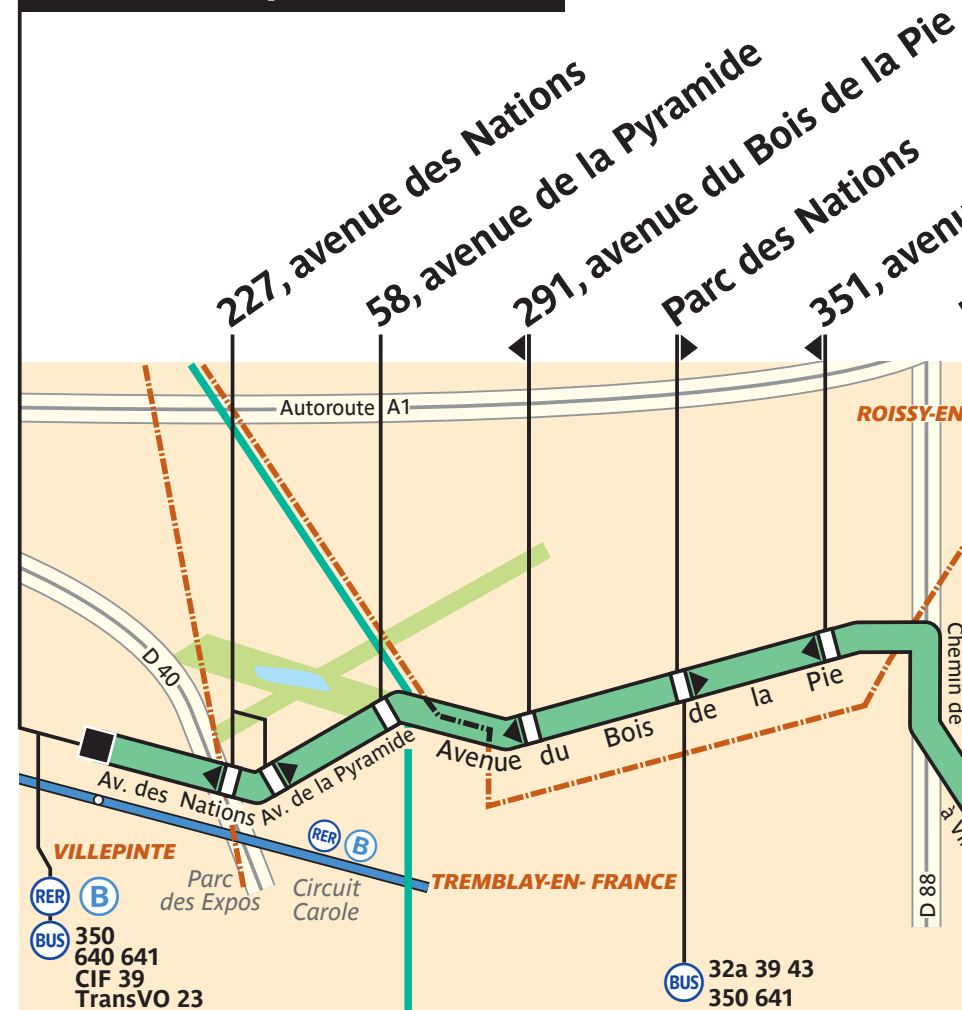 227, avenue des Nations
58, avenue de la Pyramide
291, avenue du Bois de la Pie
Parc des Nations
351, avenu
Autoroute A1
ROISSY-EN
D 40
Chemin de
Avenue du Bois de la Pie
Av. de la Pyramide
Av. des Nations
RER B
VILLEPINTE
TREMBLAY-EN- FRANCE
Parc
des Expos
Circuit
Carole
D 88
RER B
BUS 350
640 641
CIF 39
TransVO 23
BUS 32a 39 43
350 641